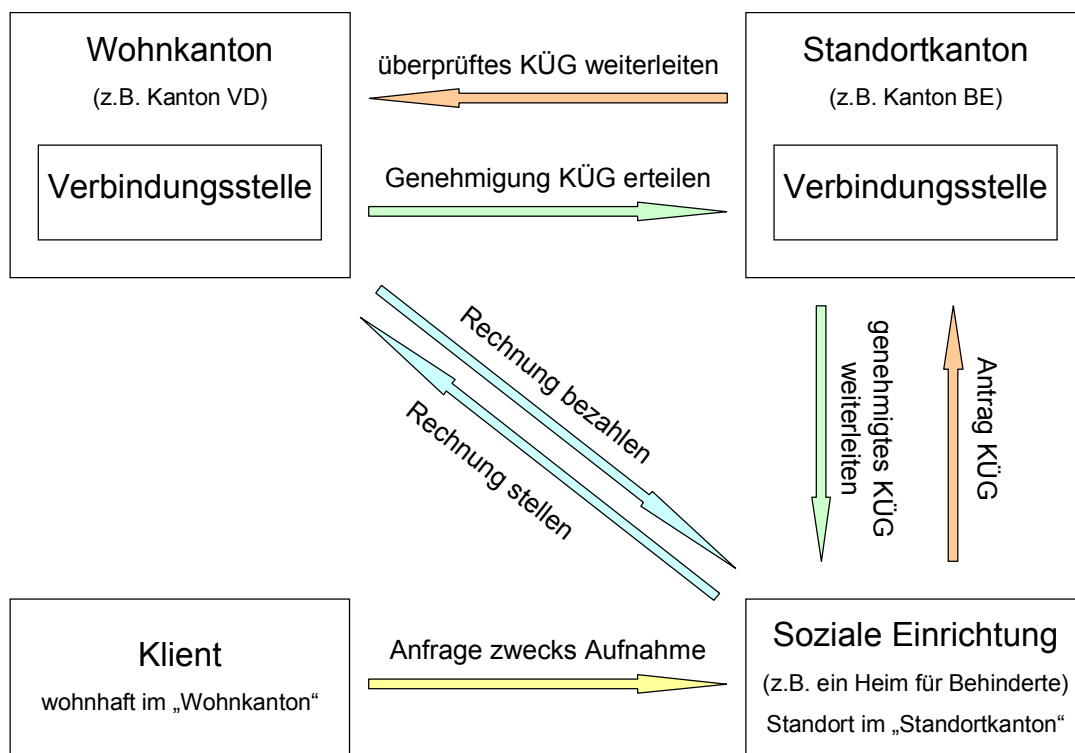 Wohnkanton
(z.B. Kanton VD)
Verbindungsstelle
überprüftes KÜG weiterleiten
Genehmigung KÜG erteilen
Standortkanton
(z.B. Kanton BE)
Verbindungsstelle
Rechnung bezahlen
Rechnung stellen
genehmigtes KÜG
weiterleiten
Antrag KÜG
Klient
wohnhaft im „Wohnkanton“
Anfrage zwecks Aufnahme
Soziale Einrichtung
(z.B. ein Heim für Behinderte)
Standort im „Standortkanton“